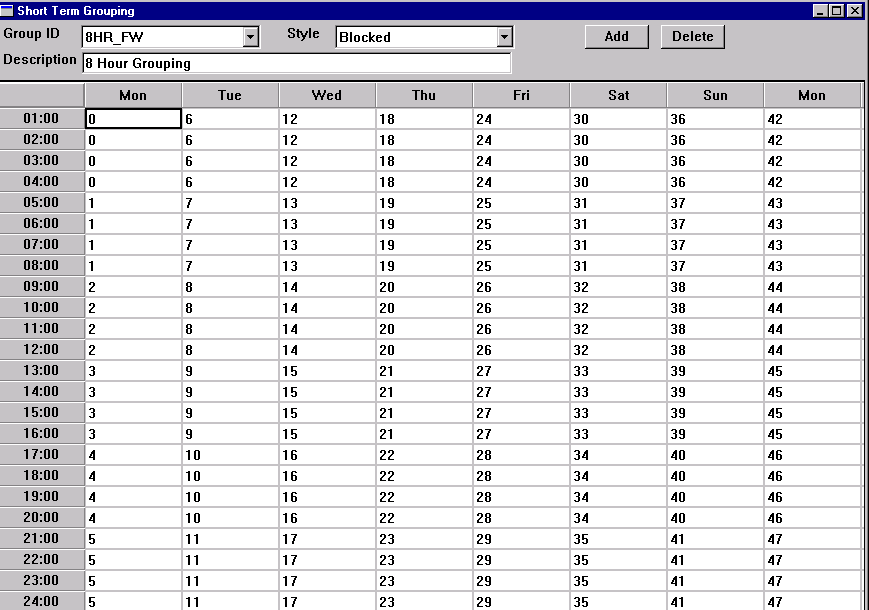 Short Term Grouping
Group ID 8HR_FW Style Blocked Add Delete
Description 8 Hour Grouping
Mon Tue Wed Thu Fri Sat Sun Mon
01:00 0 6 12 18 24 30 36 42
02:00 0 6 12 18 24 30 36 42
03:00 0 6 12 18 24 30 36 42
04:00 0 6 12 18 24 30 36 42
05:00 1 7 13 19 25 31 37 43
06:00 1 7 13 19 25 31 37 43
07:00 1 7 13 19 25 31 37 43
08:00 1 7 13 19 25 31 37 43
09:00 2 8 14 20 26 32 38 44
10:00 2 8 14 20 26 32 38 44
11:00 2 8 14 20 26 32 38 44
12:00 2 8 14 20 26 32 38 44
13:00 3 9 15 21 27 33 39 45
14:00 3 9 15 21 27 33 39 45
15:00 3 9 15 21 27 33 39 45
16:00 3 9 15 21 27 33 39 45
17:00 4 10 16 22 28 34 40 46
18:00 4 10 16 22 28 34 40 46
19:00 4 10 16 22 28 34 40 46
20:00 4 10 16 22 28 34 40 46
21:00 5 11 17 23 29 35 41 47
22:00 5 11 17 23 29 35 41 47
23:00 5 11 17 23 29 35 41 47
24:00 5 11 17 23 29 35 41 47